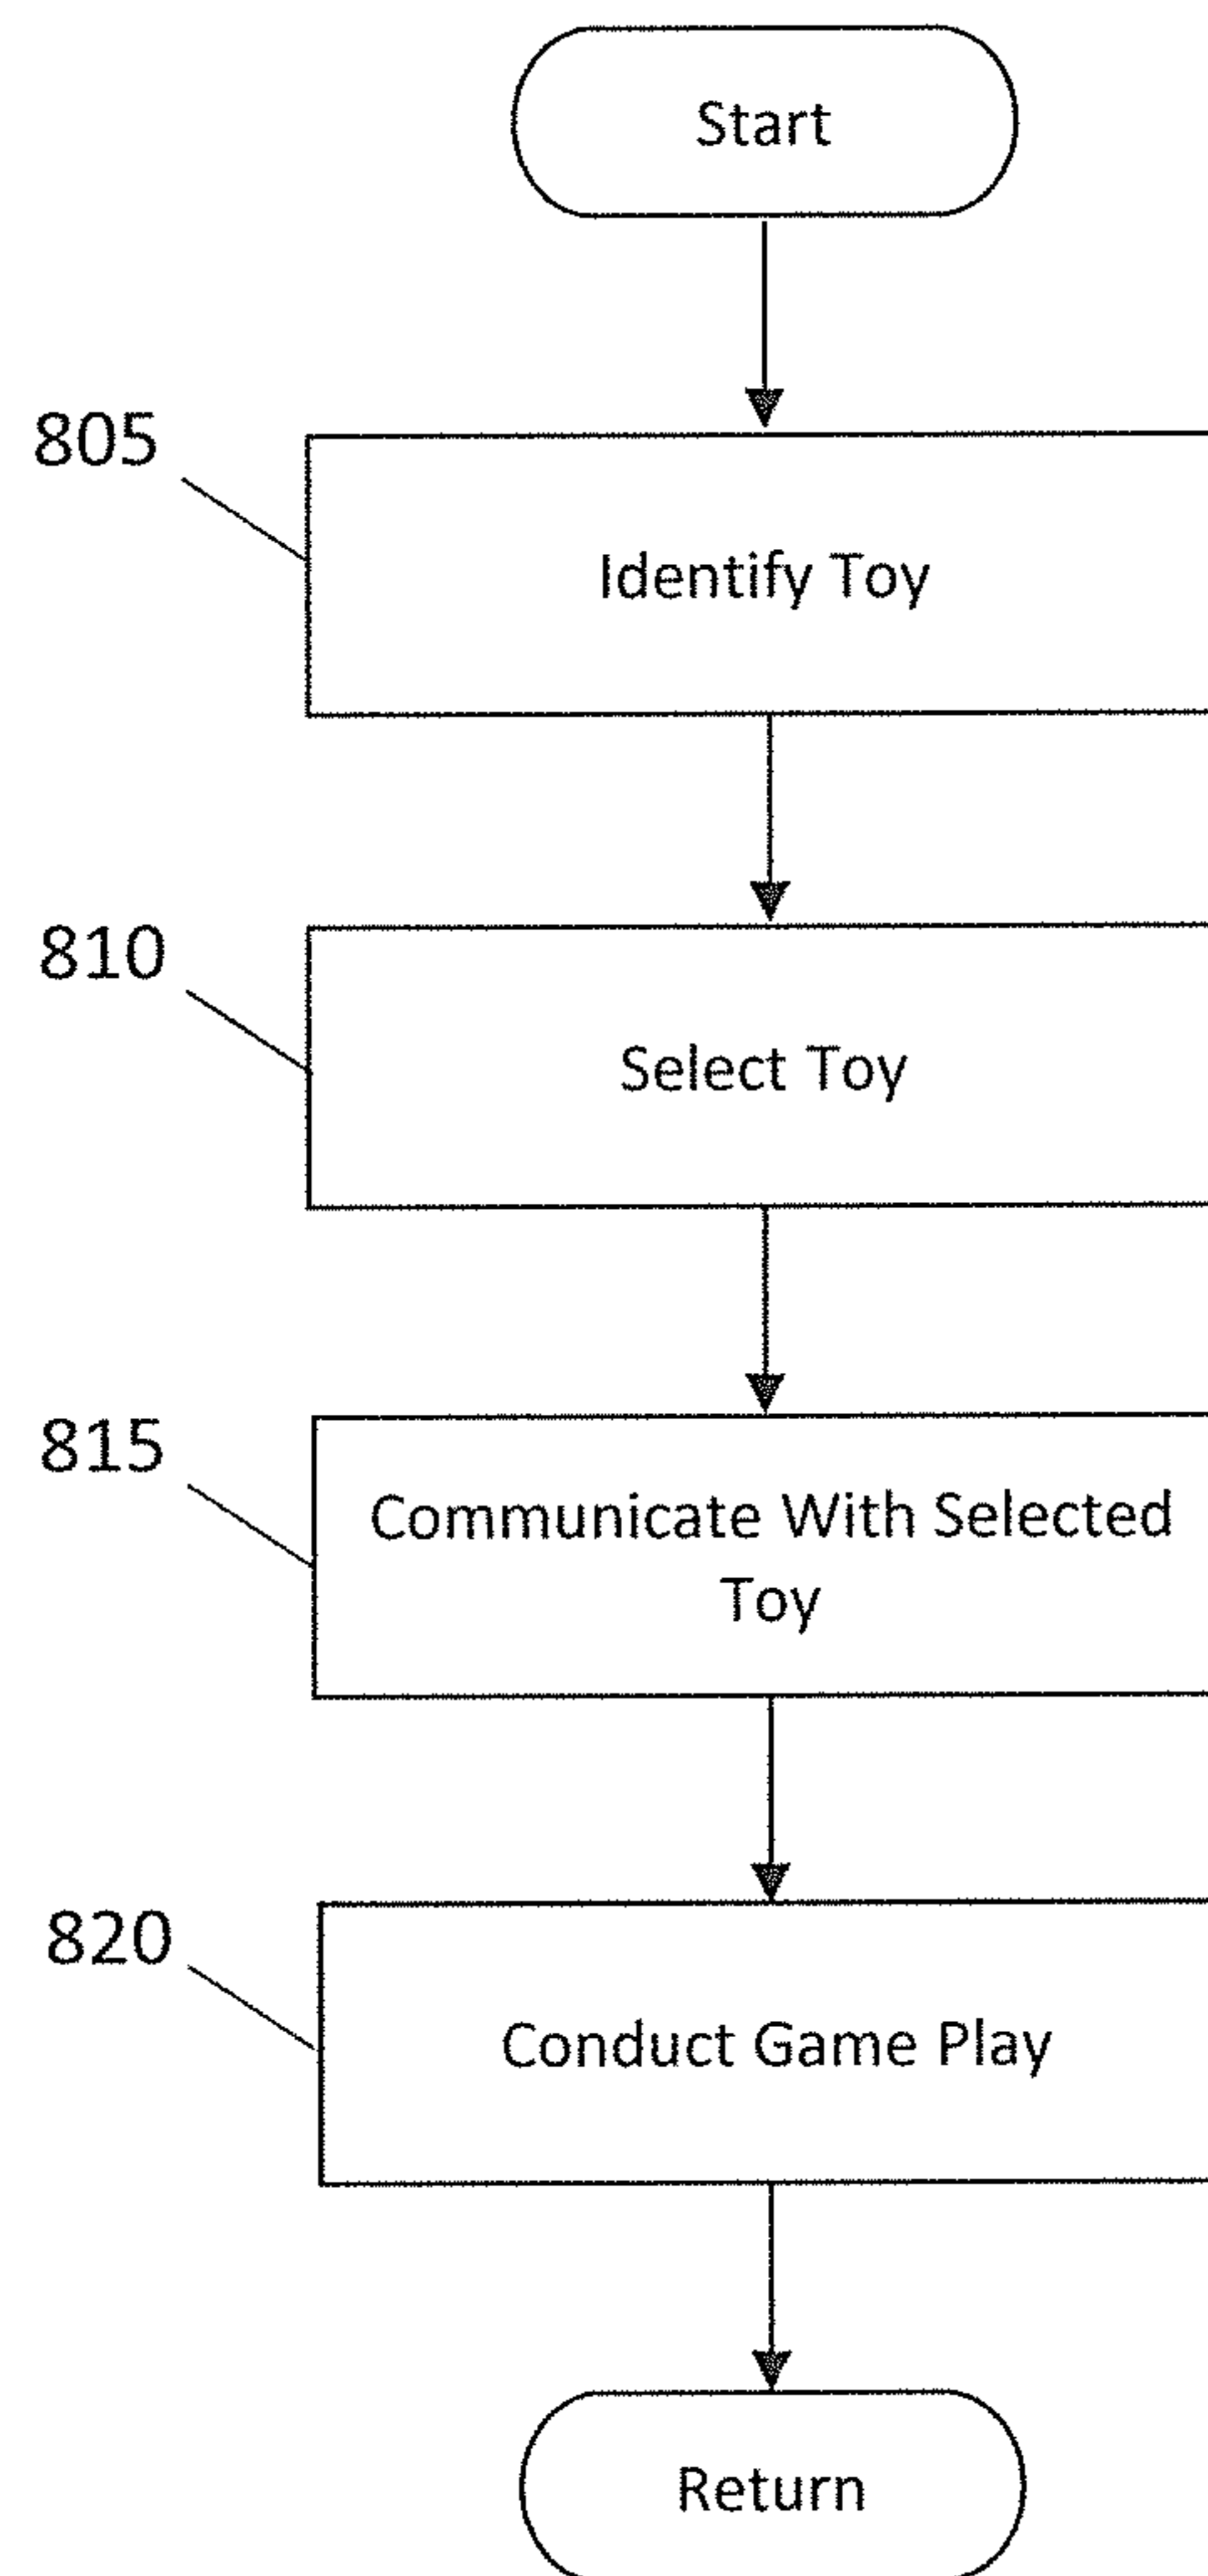 Start
805
Identify Toy
810
Select Toy
815
Communicate With Selected
Toy
820
Conduct Game Play
Return